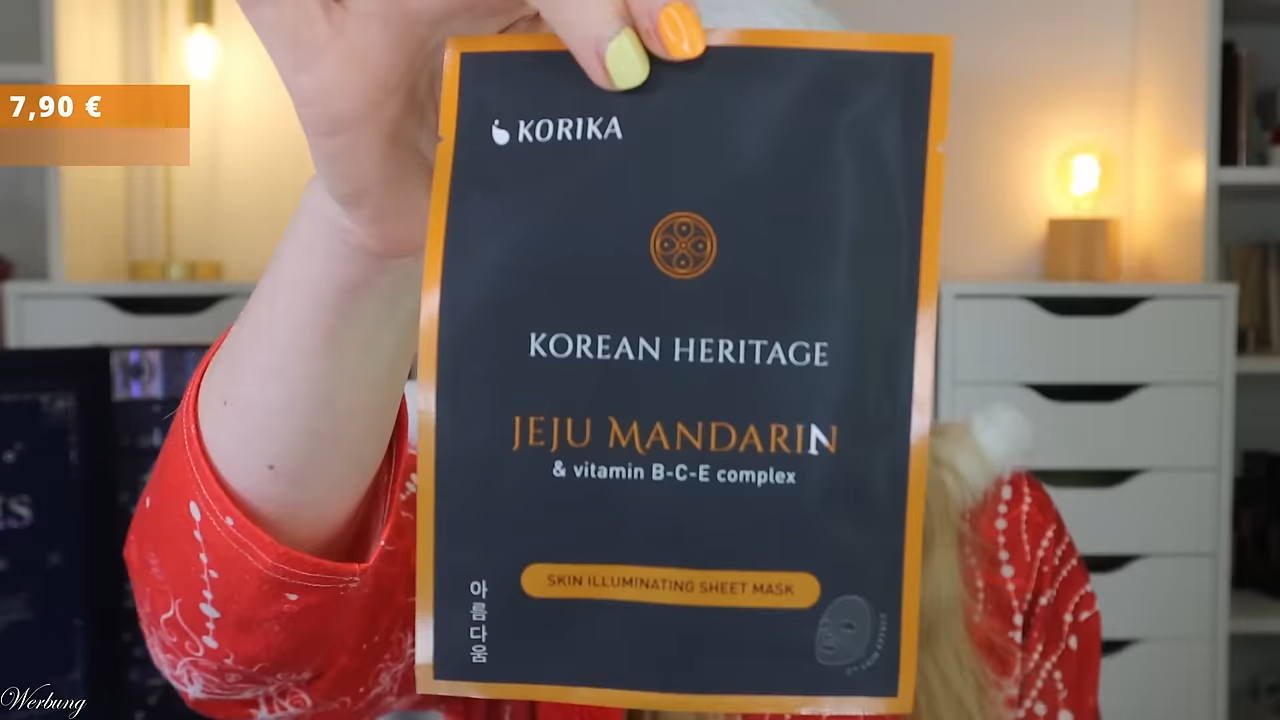 7,90 €
KORIKA
KOREAN HERITAGE
JEJU MANDARIN
& vitamin B-C-E complex
SKIN ILLUMINATING SHEET MASK
아름다움
Werbung